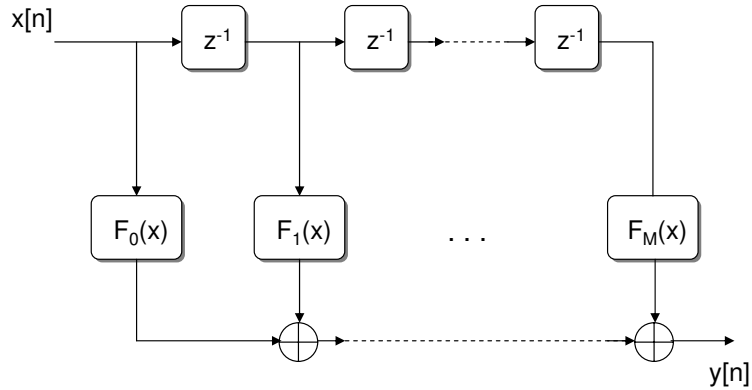 x[n]
z⁻¹
z⁻¹
z⁻¹
F₀(x)
F₁(x)
. . .
F_M(x)
y[n]